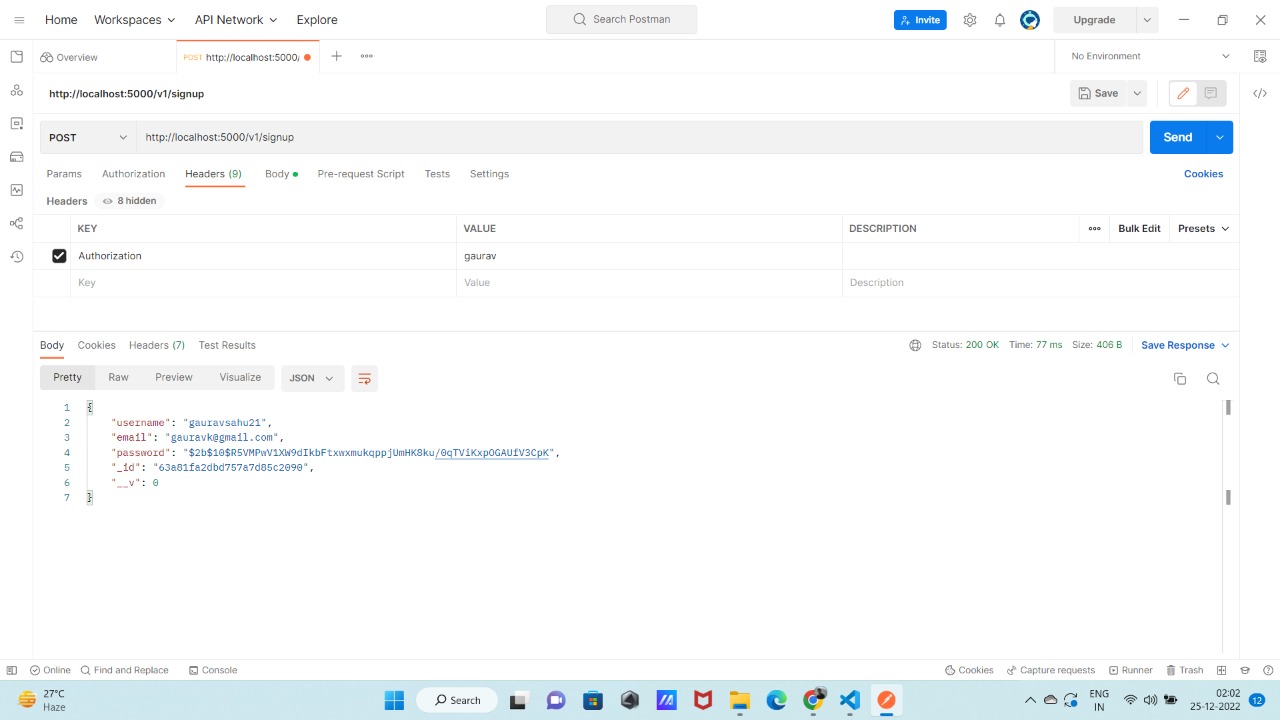 Home Workspaces API Network Explore Search Postman Invite Upgrade
Overview POST http://localhost:5000/ No Environment
http://localhost:5000/v1/signup Save
POST http://localhost:5000/v1/signup Send
Params Authorization Headers (9) Body Pre-request Script Tests Settings Cookies
Headers 8 hidden
KEY VALUE DESCRIPTION Bulk Edit Presets
Authorization gaurav
Key Value Description
Body Cookies Headers (7) Test Results Status: 200 OK Time: 77 ms Size: 406 B Save Response
Pretty Raw Preview Visualize JSON
1 {
2 "username": "gauravsahu21",
3 "email": "gauravk@gmail.com",
4 "password": "$2b$10$R5VMPwV1XW9dIkbFtxwxmukqppjUmHK8ku/0qTViKxpOGAUfV3CpK",
5 "_id": "63a81fa2dbd757a7d85c2090",
6 "__v": 0
7 }
Online Find and Replace Console Cookies Capture requests Runner Trash
27°C
Haze
Search
ENG
IN
02:02
25-12-2022
12